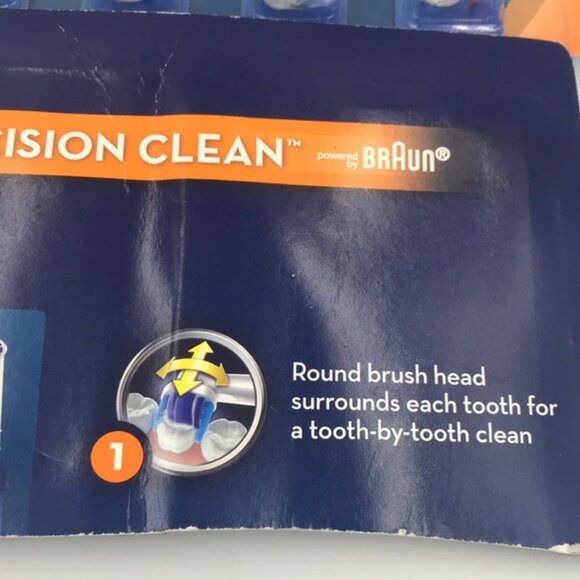 CISION CLEAN™ powered by BRAUN®
Round brush head
surrounds each tooth for
a tooth-by-tooth clean
1